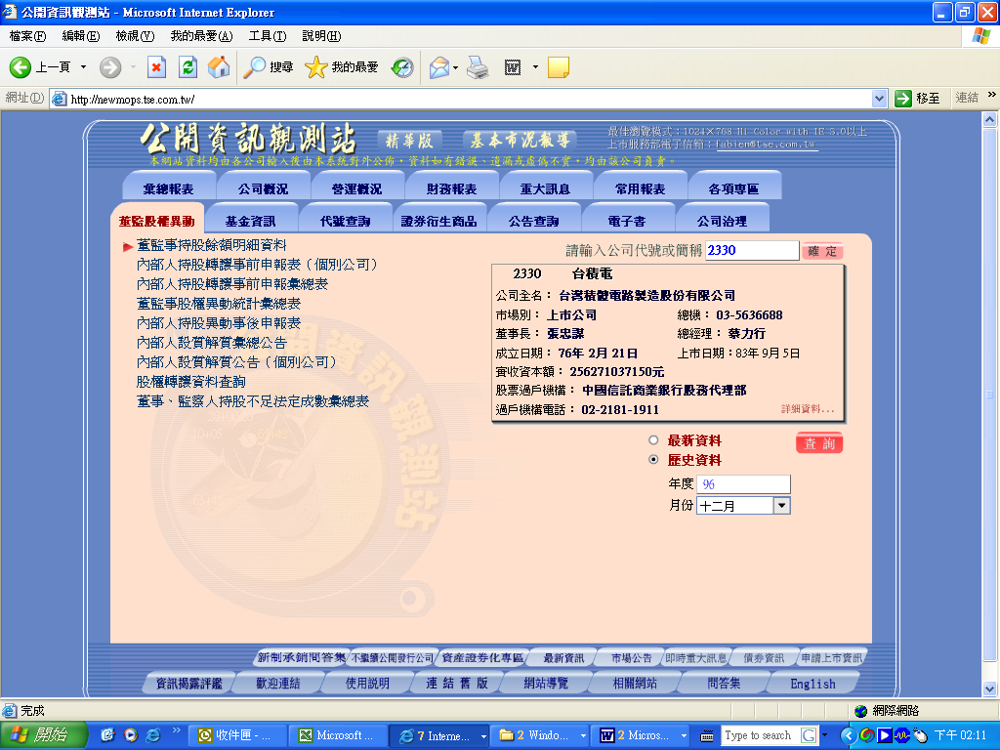 公開資訊觀測站 - Microsoft Internet Explorer
檔案(F) 編輯(E) 檢視(V) 我的最愛(A) 工具(T) 說明(H)
上一頁 搜尋 我的最愛
網址(D) http://newmops.tse.com.tw/ 移至 連結 »
公開資訊觀測站 精華版 基本市況報導
最佳瀏覽模式：1024×768 Hi-Color with IE 5.0以上
上市服務部電子信箱：fabien@tse.com.tw
本網站資料均由各公司輸入後由本系統對外公佈，資料如有錯誤、遺漏或虛偽不實，均由該公司負責。
彙總報表 公司概況 營運概況 財務報表 重大訊息 常用報表 各項專區
董監股權異動 基金資訊 代號查詢 證券衍生商品 公告查詢 電子書 公司治理
董監事持股餘額明細資料
內部人持股轉讓事前申報表（個別公司）
內部人持股轉讓事前申報彙總表
董監事股權異動統計彙總表
內部人持股異動事後申報表
內部人設質解質彙總公告
內部人設質解質公告（個別公司）
股權轉讓資料查詢
董事、監察人持股不足法定成數彙總表
請輸入公司代號或簡稱 2330 確定
2330 台積電
公司全名：台灣積體電路製造股份有限公司
市場別：上市公司 總機：03-5636688
董事長：張忠謀 總經理：蔡力行
成立日期：76年 2月 21日 上市日期：83年 9月 5日
實收資本額：256271037150元
股票過戶機構：中國信託商業銀行股務代理部
過戶機構電話：02-2181-1911 詳細資料...
最新資料 查詢
歷史資料
年度 96
月份 十二月
新制承銷問答集 不繼續公開發行公司 資產證券化專區 最新資訊 市場公告 即時重大訊息 債券資訊 申請上市資訊
資訊揭露評鑑 歡迎連結 使用說明 連結舊版 網站導覽 相關網站 問答集 English
完成 網際網路
開始 » 收件匣 - ... Microsoft ... 7 Interne... 2 Windo... 2 Micros... Type to search 下午 02:11